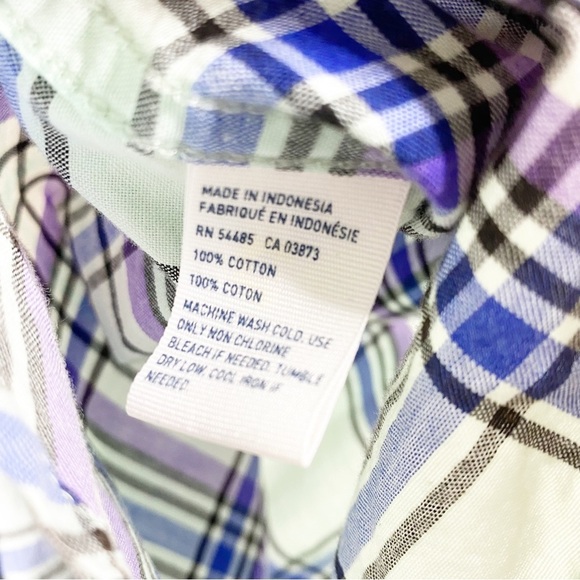 MADE IN INDONESIA
FABRIQUÉ EN INDONÉSIE
RN 54485 CA 03873
100% COTTON
100% COTON
MACHINE WASH COLD. USE
ONLY NON CHLORINE
BLEACH IF NEEDED. TUMBLE
DRY LOW. COOL IRON IF
NEEDED.